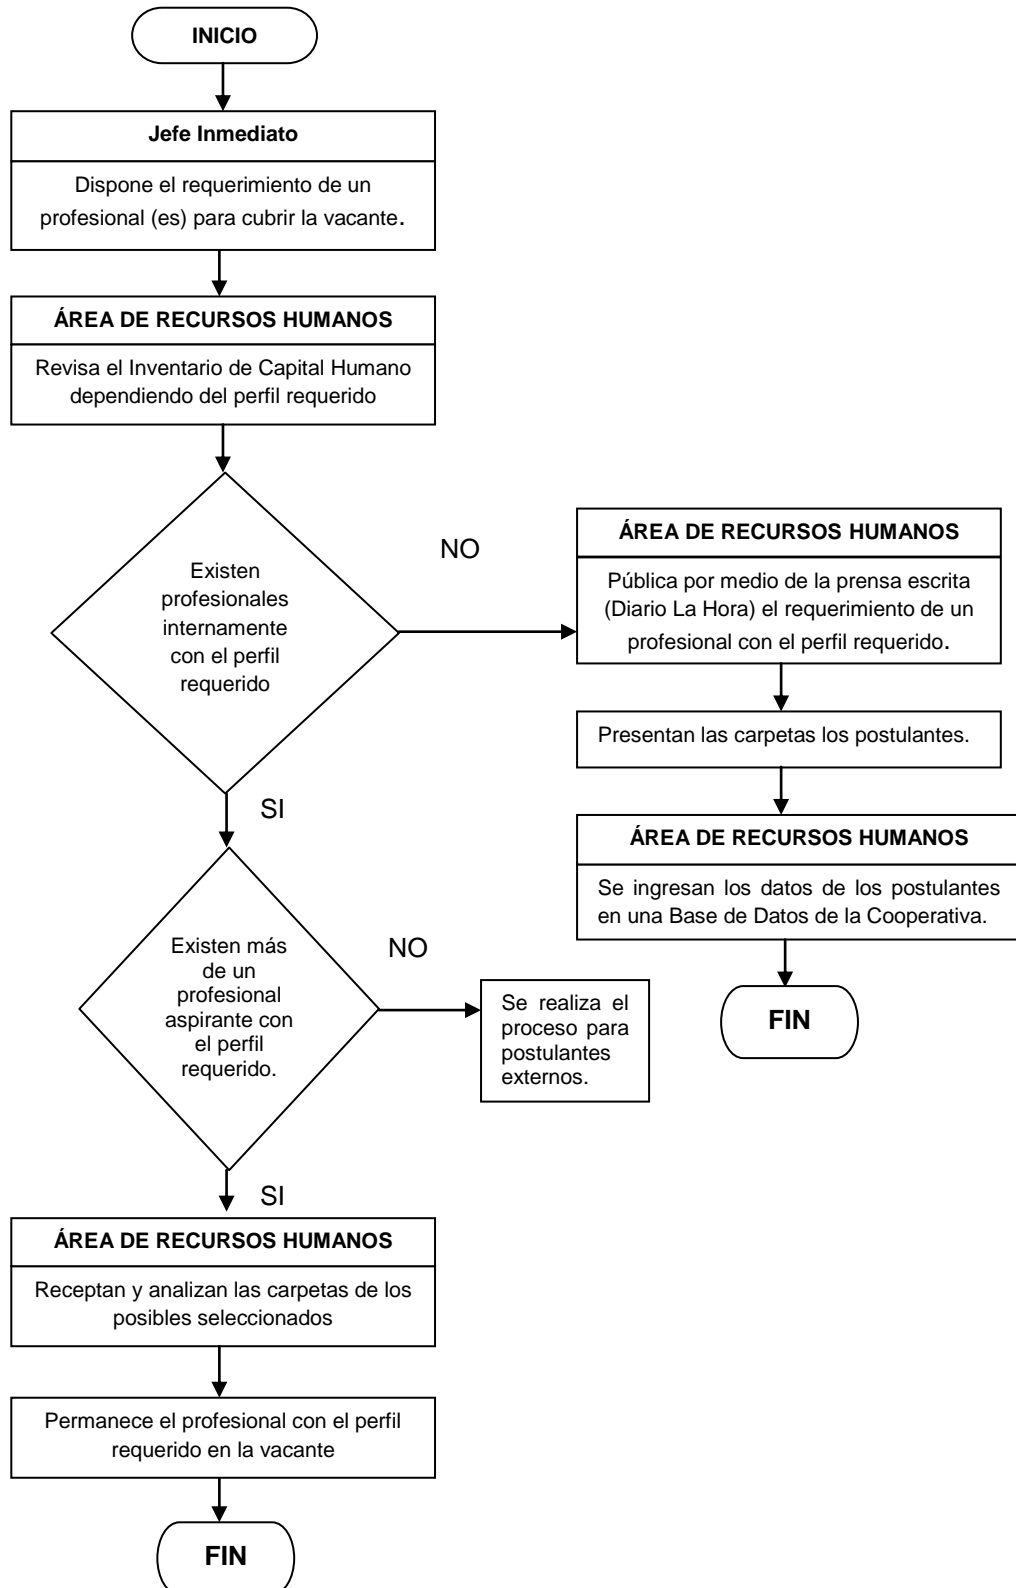 INICIO
Jefe Inmediato
Dispone el requerimiento de un
profesional (es) para cubrir la vacante.
ÁREA DE RECURSOS HUMANOS
Revisa el Inventario de Capital Humano
dependiendo del perfil requerido
Existen
profesionales
internamente
con el perfil
requerido
NO
ÁREA DE RECURSOS HUMANOS
Pública por medio de la prensa escrita
(Diario La Hora) el requerimiento de un
profesional con el perfil requerido.
Presentan las carpetas los postulantes.
ÁREA DE RECURSOS HUMANOS
Se ingresan los datos de los postulantes
en una Base de Datos de la Cooperativa.
FIN
SI
Existen más
de un
profesional
aspirante con
el perfil
requerido.
NO
Se realiza el
proceso para
postulantes
externos.
SI
ÁREA DE RECURSOS HUMANOS
Receptan y analizan las carpetas de los
posibles seleccionados
Permanece el profesional con el perfil
requerido en la vacante
FIN